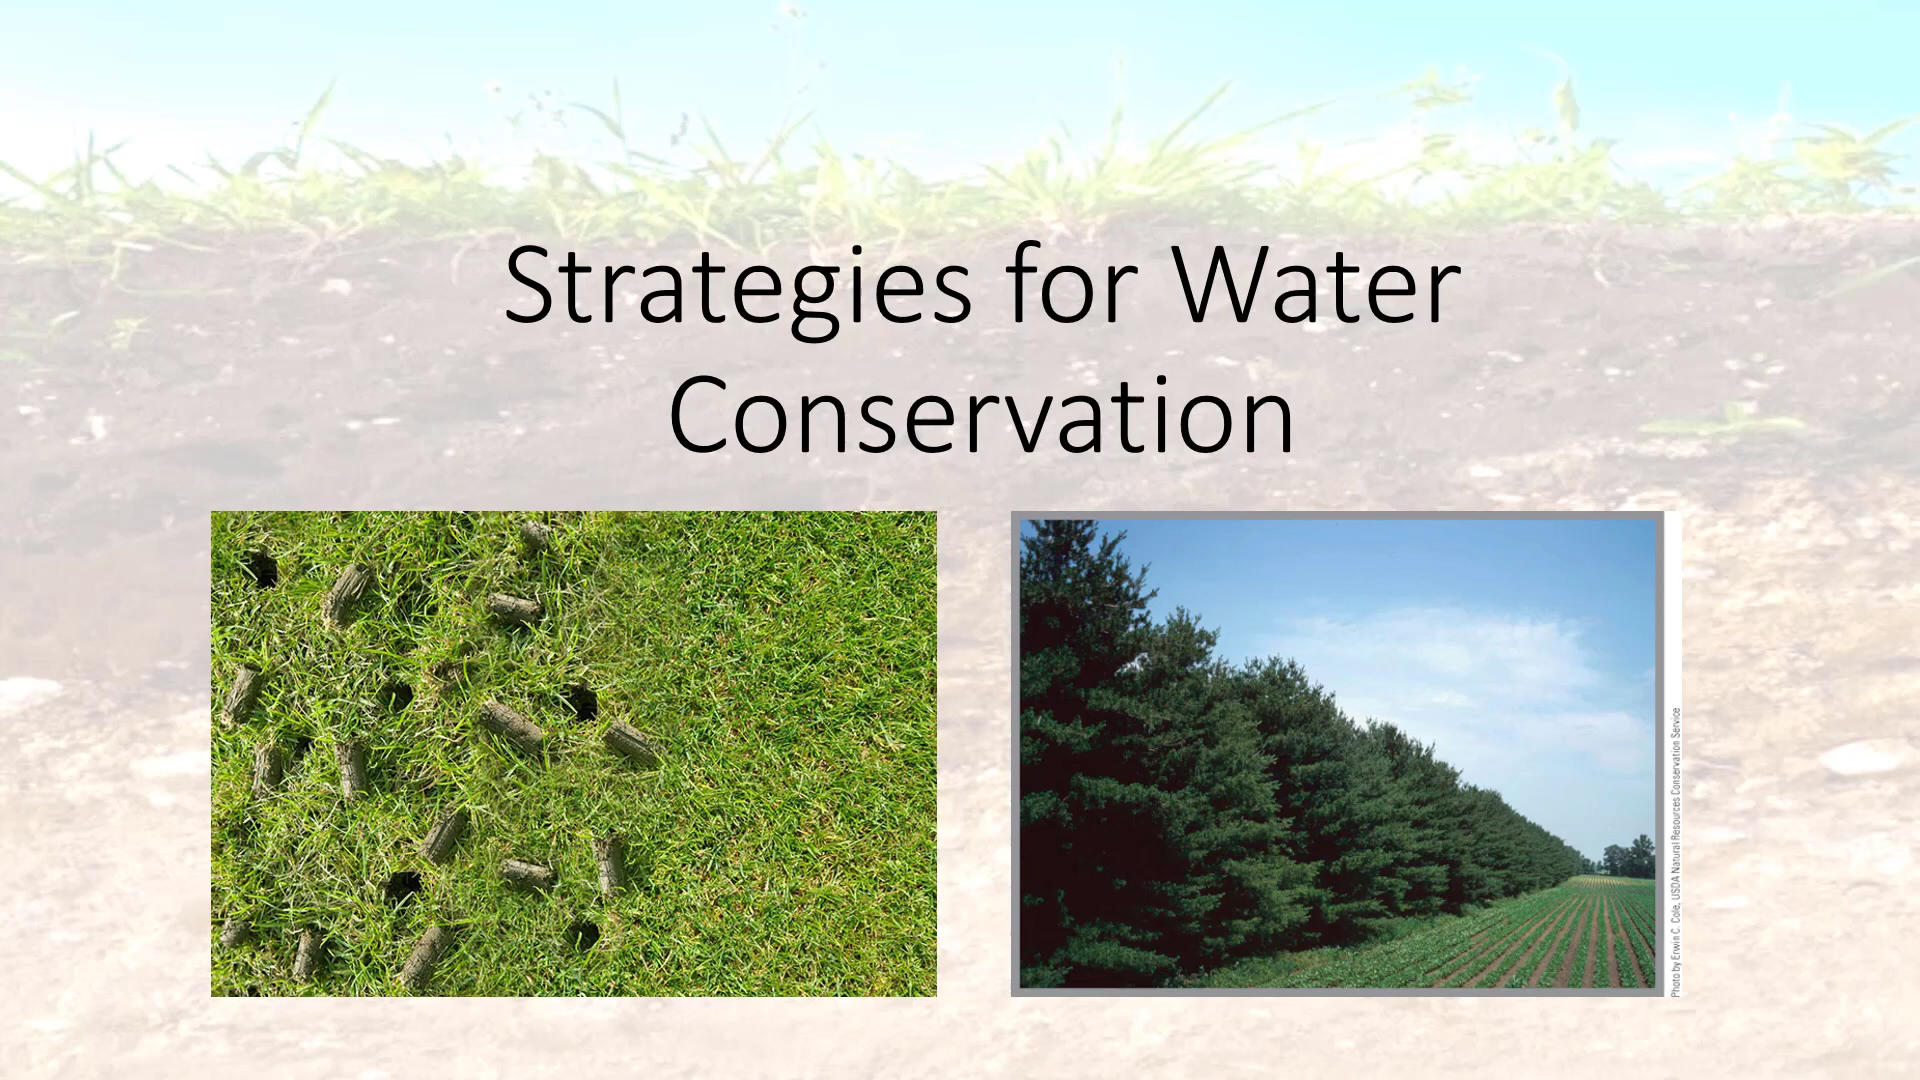 Strategies for Water
Conservation
Photo by Erwin C. Cole, USDA Natural Resources Conservation Service